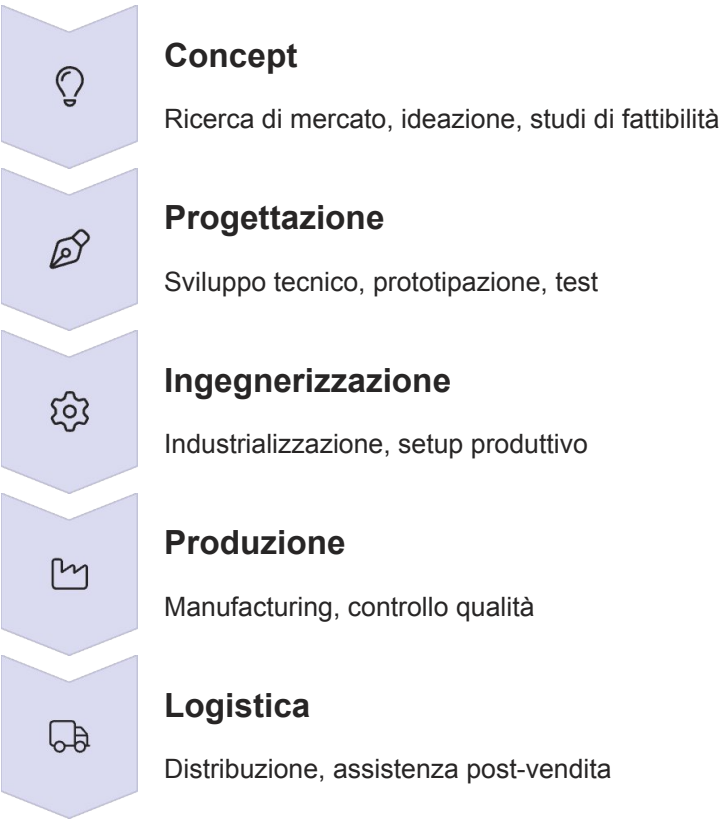 Concept
Ricerca di mercato, ideazione, studi di fattibilità
Progettazione
Sviluppo tecnico, prototipazione, test
Ingegnerizzazione
Industrializzazione, setup produttivo
Produzione
Manufacturing, controllo qualità
Logistica
Distribuzione, assistenza post-vendita